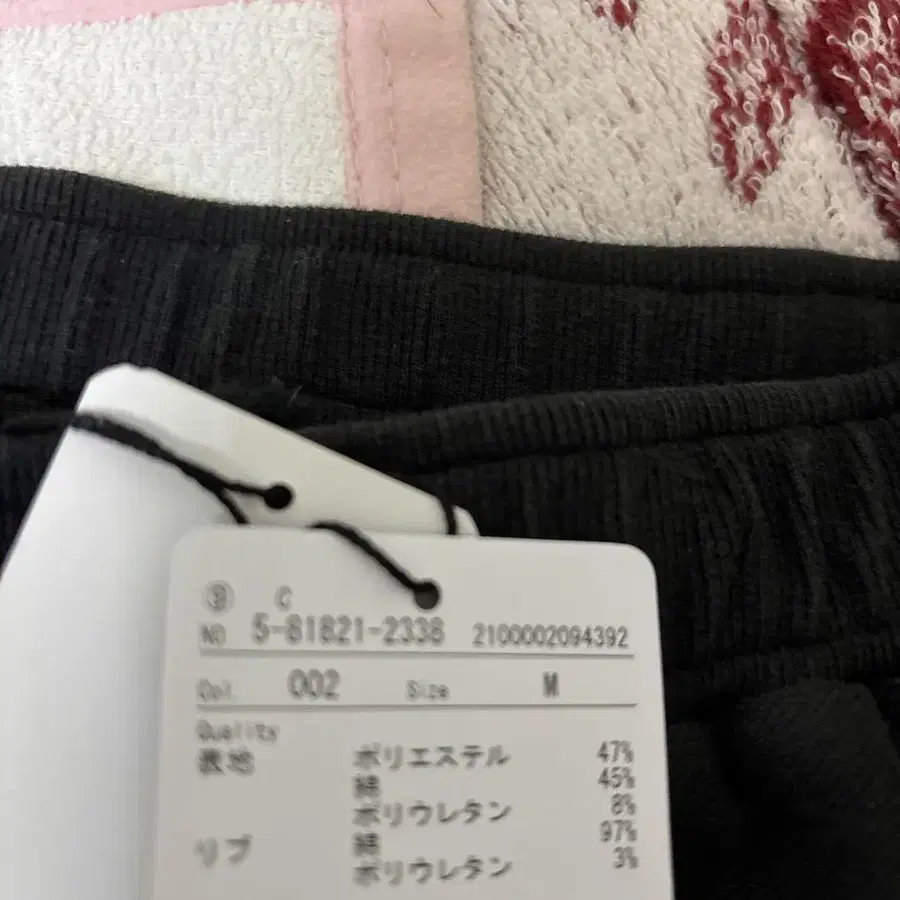 ③ C
NO 5-81821-2338 2100002094392
Col. 002 Size M
Quality
表地 ポリエステル 47%
綿 45%
ポリウレタン 8%
リブ 綿 97%
ポリウレタン 3%